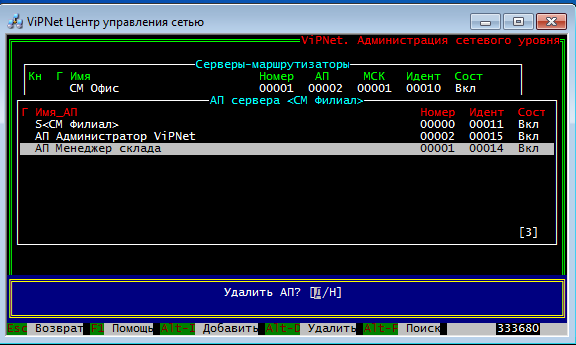 ViPNet Центр управления сетью
ViPNet. Администрация сетевого уровня
Серверы-маршрутизаторы
Кн Г Имя Номер АП МСК Идент Сост
СМ Офис 00001 00002 00001 00010 Вкл
АП сервера <СМ Филиал>
Г Имя_АП Номер Идент Сост
S<СМ Филиал> 00000 00011 Вкл
АП Администратор ViPNet 00002 00015 Вкл
АП Менеджер склада 00001 00014 Вкл
[3]
Удалить АП? [Д/Н]
Esc Возврат F1 Помощь Alt-I Добавить Alt-D Удалить Alt-F Поиск 333680